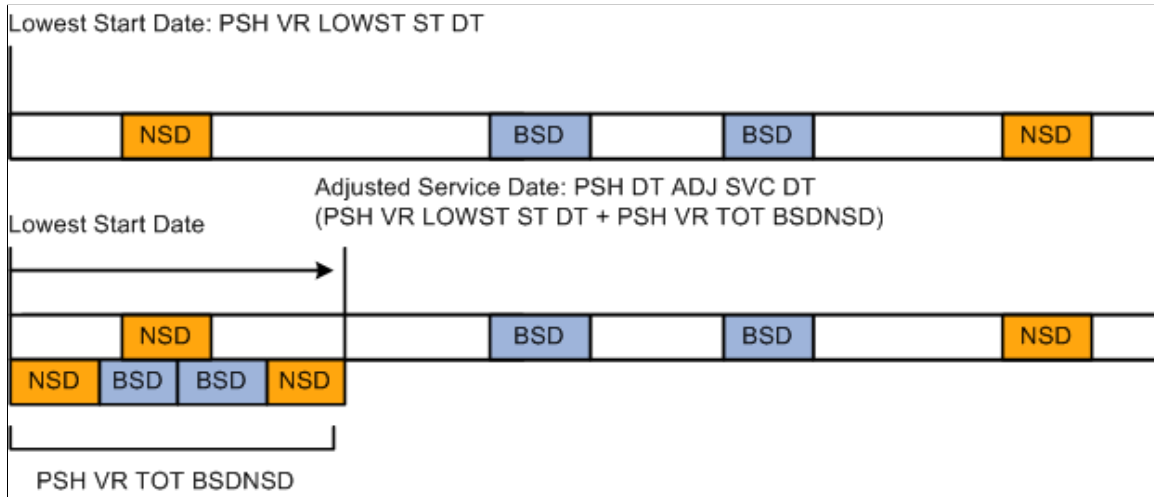 Lowest Start Date: PSH VR LOWST ST DT
NSD BSD BSD NSD
Adjusted Service Date: PSH DT ADJ SVC DT
(PSH VR LOWST ST DT + PSH VR TOT BSDNSD)
Lowest Start Date
NSD BSD BSD NSD
NSD BSD BSD NSD
PSH VR TOT BSDNSD